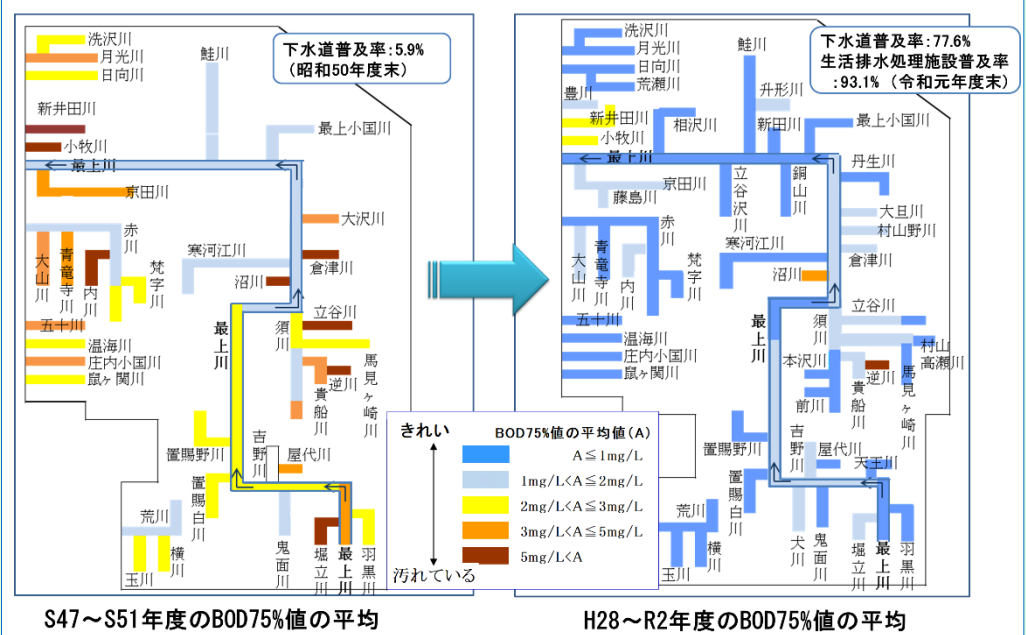 下水道普及率:5.9%
(昭和50年度末)
洗沢川
月光川
日向川
新井田川
小牧川
最上川
京田川
鮭川
最上小国川
大沢川
赤川
寒河江川
倉津川
沼川
大山川
青竜寺川
内川
梵字川
五十川
温海川
庄内小国川
鼠ヶ関川
最上川
須川
立谷川
逆川
貴船川
馬見ヶ崎川
置賜野川
吉野川
屋代川
置賜白川
荒川
玉川
横川
鬼面川
堀立川
最上川
羽黒川
S47～S51年度のBOD75%値の平均
きれい
汚れている
BOD75%値の平均値(A)
A≦1mg/L
1mg/L<A≦2mg/L
2mg/L<A≦3mg/L
3mg/L<A≦5mg/L
5mg/L<A
下水道普及率:77.6%
生活排水処理施設普及率
:93.1% (令和元年度末)
洗沢川
月光川
日向川
荒瀬川
豊川
新井田川
小牧川
相沢川
鮭川
升形川
新田川
最上小国川
最上川
丹生川
京田川
藤島川
立谷沢川
銅山川
大旦川
村山野川
赤川
寒河江川
倉津川
沼川
大山川
青竜寺川
内川
梵字川
五十川
温海川
庄内小国川
鼠ヶ関川
最上川
須川
立谷川
村山高瀬川
本沢川
逆川
貴船川
馬見ヶ崎川
前川
置賜野川
吉野川
天王川
置賜白川
荒川
玉川
横川
犬川
鬼面川
堀立川
最上川
羽黒川
H28～R2年度のBOD75%値の平均